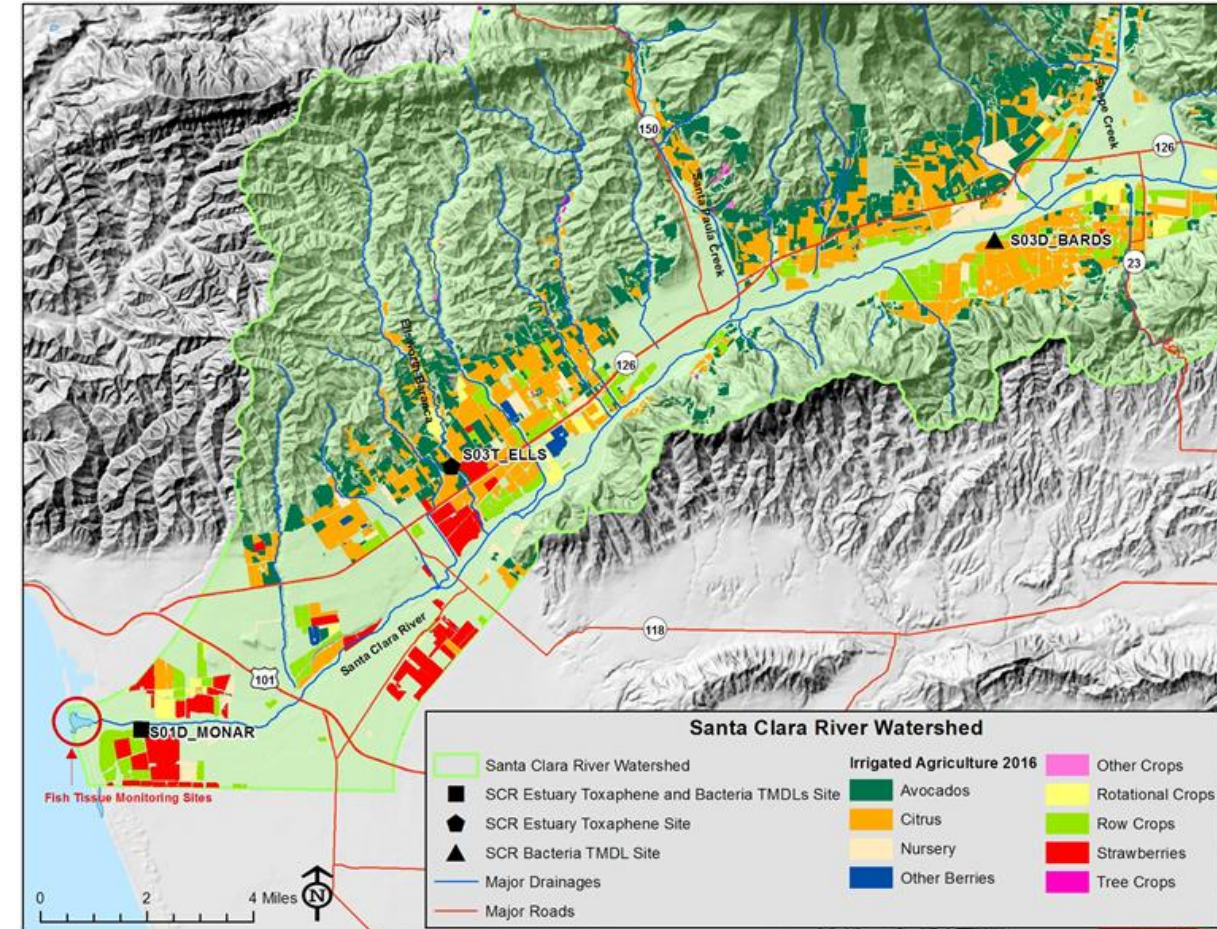 150
Santa Paula Creek
Sespe Creek
126
S03D_BARDS
23
Ellsworth Barranca
126
S03T_ELLS
118
Santa Clara River
101
S01D_MONAR
Fish Tissue Monitoring Sites
Santa Clara River Watershed
Santa Clara River Watershed
SCR Estuary Toxaphene and Bacteria TMDLs Site
SCR Estuary Toxaphene Site
SCR Bacteria TMDL Site
Major Drainages
Major Roads
Irrigated Agriculture 2016
Avocados
Citrus
Nursery
Other Berries
Other Crops
Rotational Crops
Row Crops
Strawberries
Tree Crops
0 2 4 Miles
N